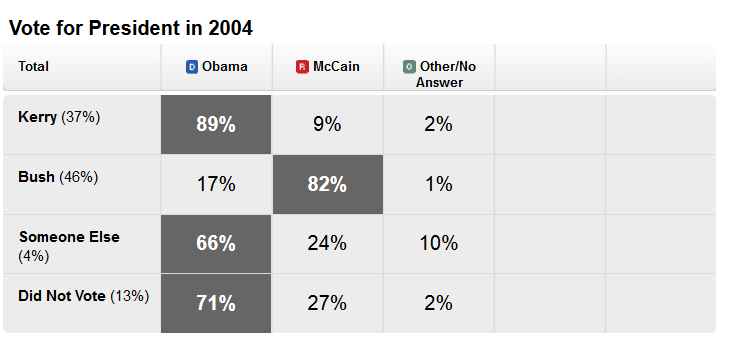 Vote for President in 2004
Total D Obama R McCain O Other/No
Answer
Kerry (37%) 89% 9% 2%
Bush (46%) 17% 82% 1%
Someone Else
(4%) 66% 24% 10%
Did Not Vote (13%) 71% 27% 2%